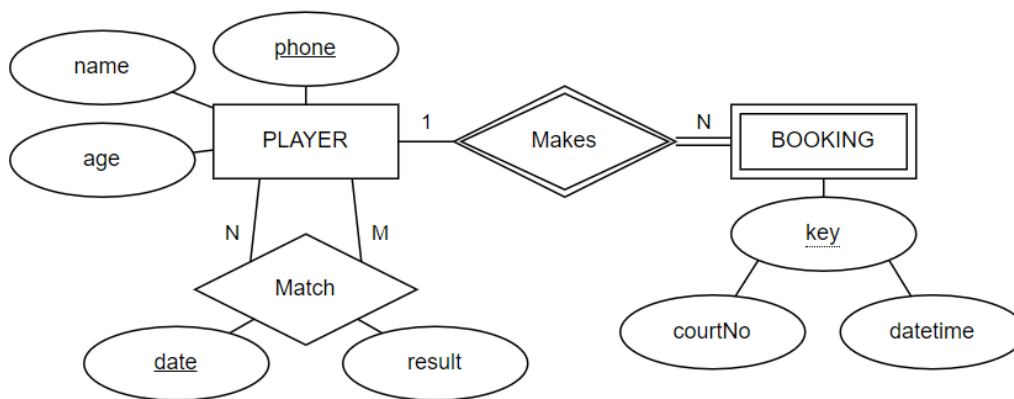 phone
name
PLAYER
1
Makes
N
BOOKING
age
N
M
key
Match
courtNo
datetime
date
result